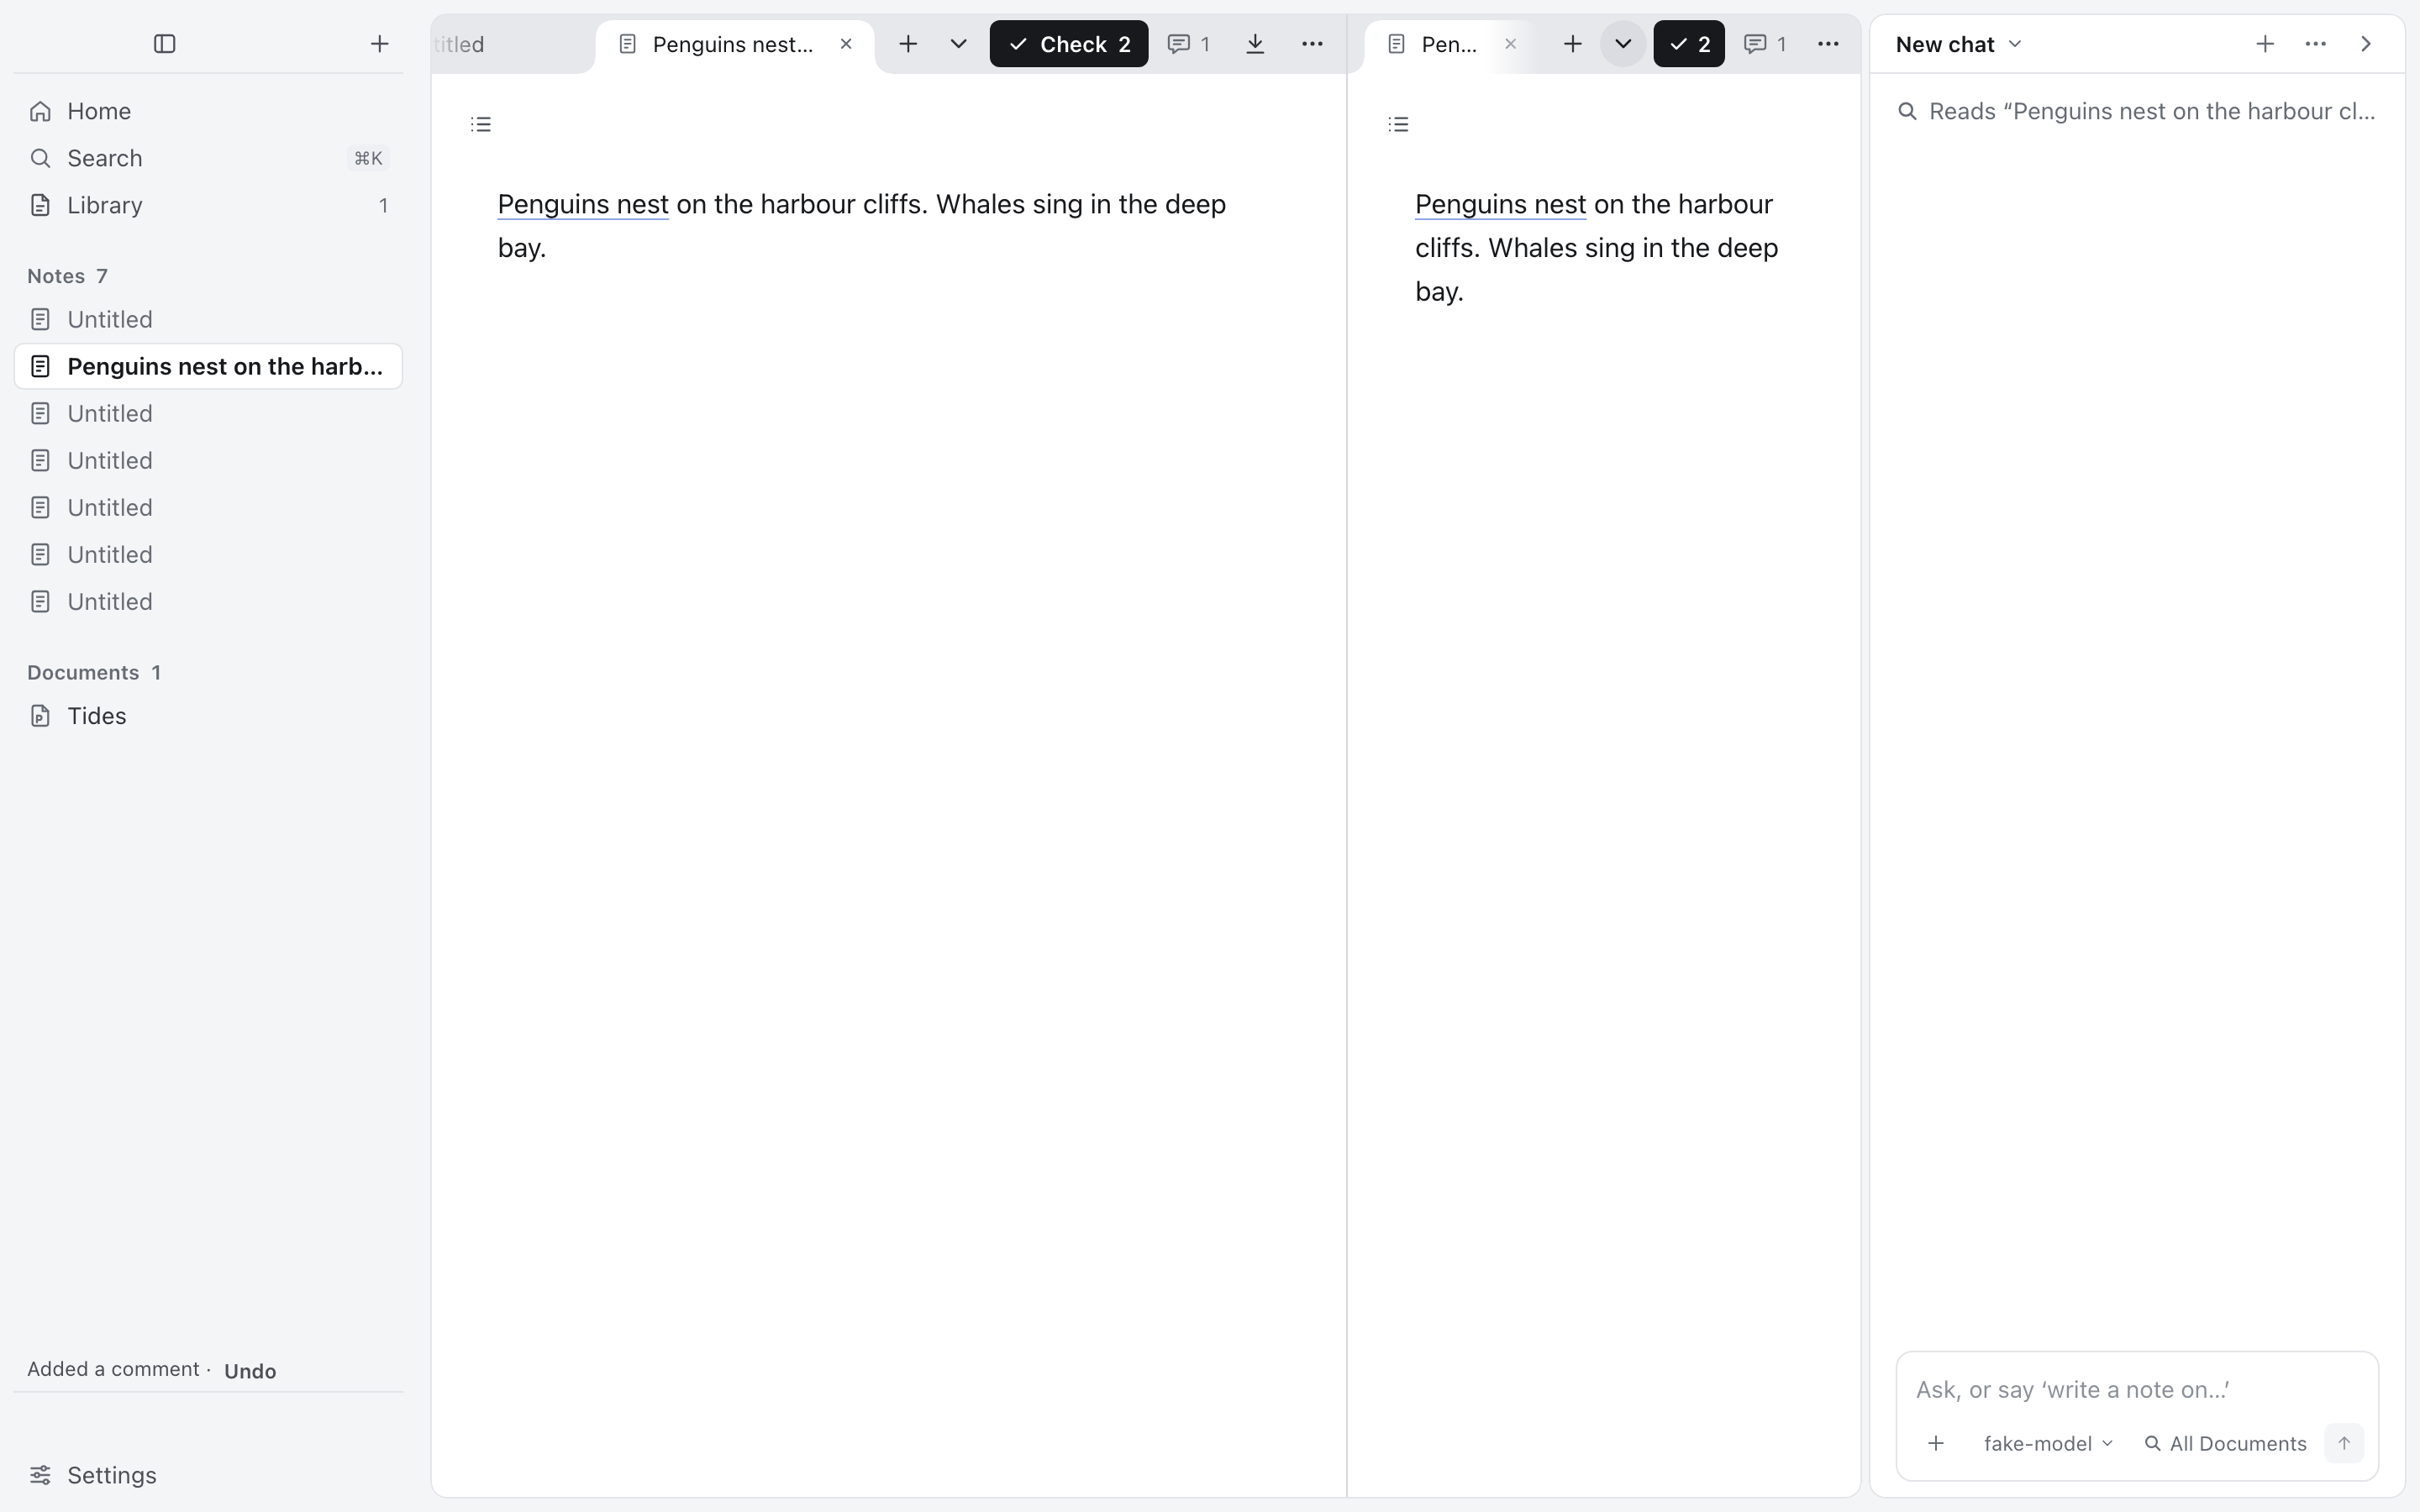 Home
Search ⌘K
Library 1
Notes 7
Untitled
Penguins nest on the harb...
Untitled
Untitled
Untitled
Untitled
Untitled
Documents 1
Tides
Added a comment · Undo
Settings
titled
Penguins nest...
Check 2
1
Penguins nest on the harbour cliffs. Whales sing in the deep
bay.
Pen...
2
1
Penguins nest on the harbour
cliffs. Whales sing in the deep
bay.
New chat
Reads “Penguins nest on the harbour cl...
Ask, or say ‘write a note on...’
fake-model
All Documents